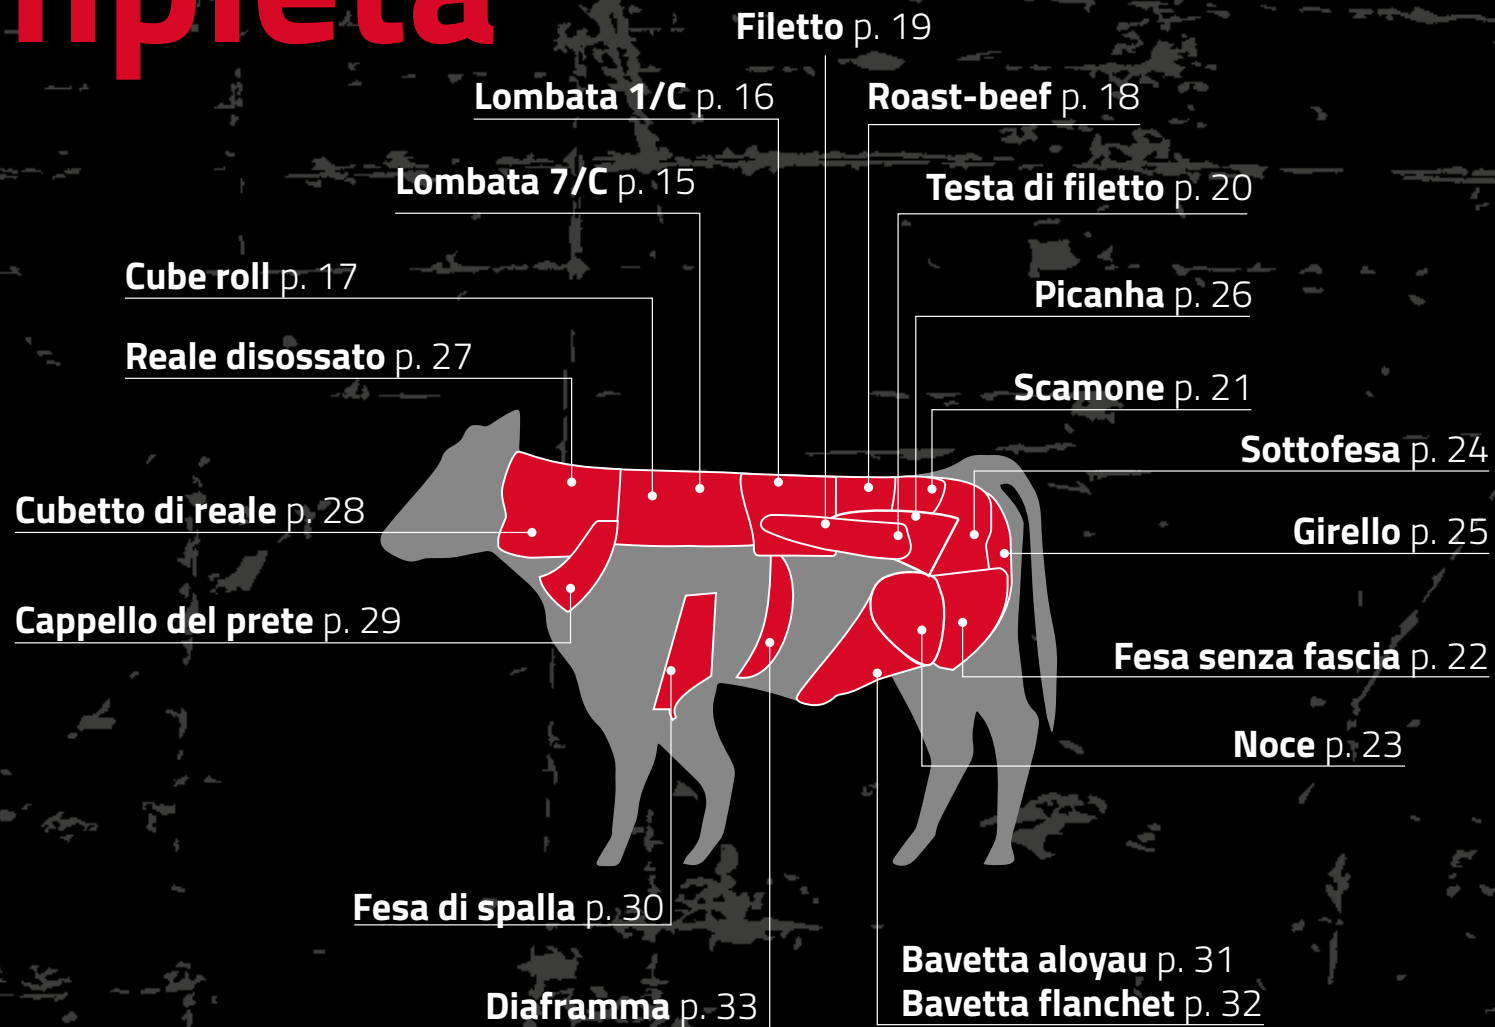 Filetto p. 19
Lombata 1/C p. 16
Roast-beef p. 18
Lombata 7/C p. 15
Testa di filetto p. 20
Cube roll p. 17
Picanha p. 26
Reale disossato p. 27
Scamone p. 21
Sottofesa p. 24
Cubetto di reale p. 28
Girello p. 25
Cappello del prete p. 29
Fesa senza fascia p. 22
Noce p. 23
Fesa di spalla p. 30
Bavetta aloyau p. 31
Diaframma p. 33
Bavetta flanchet p. 32